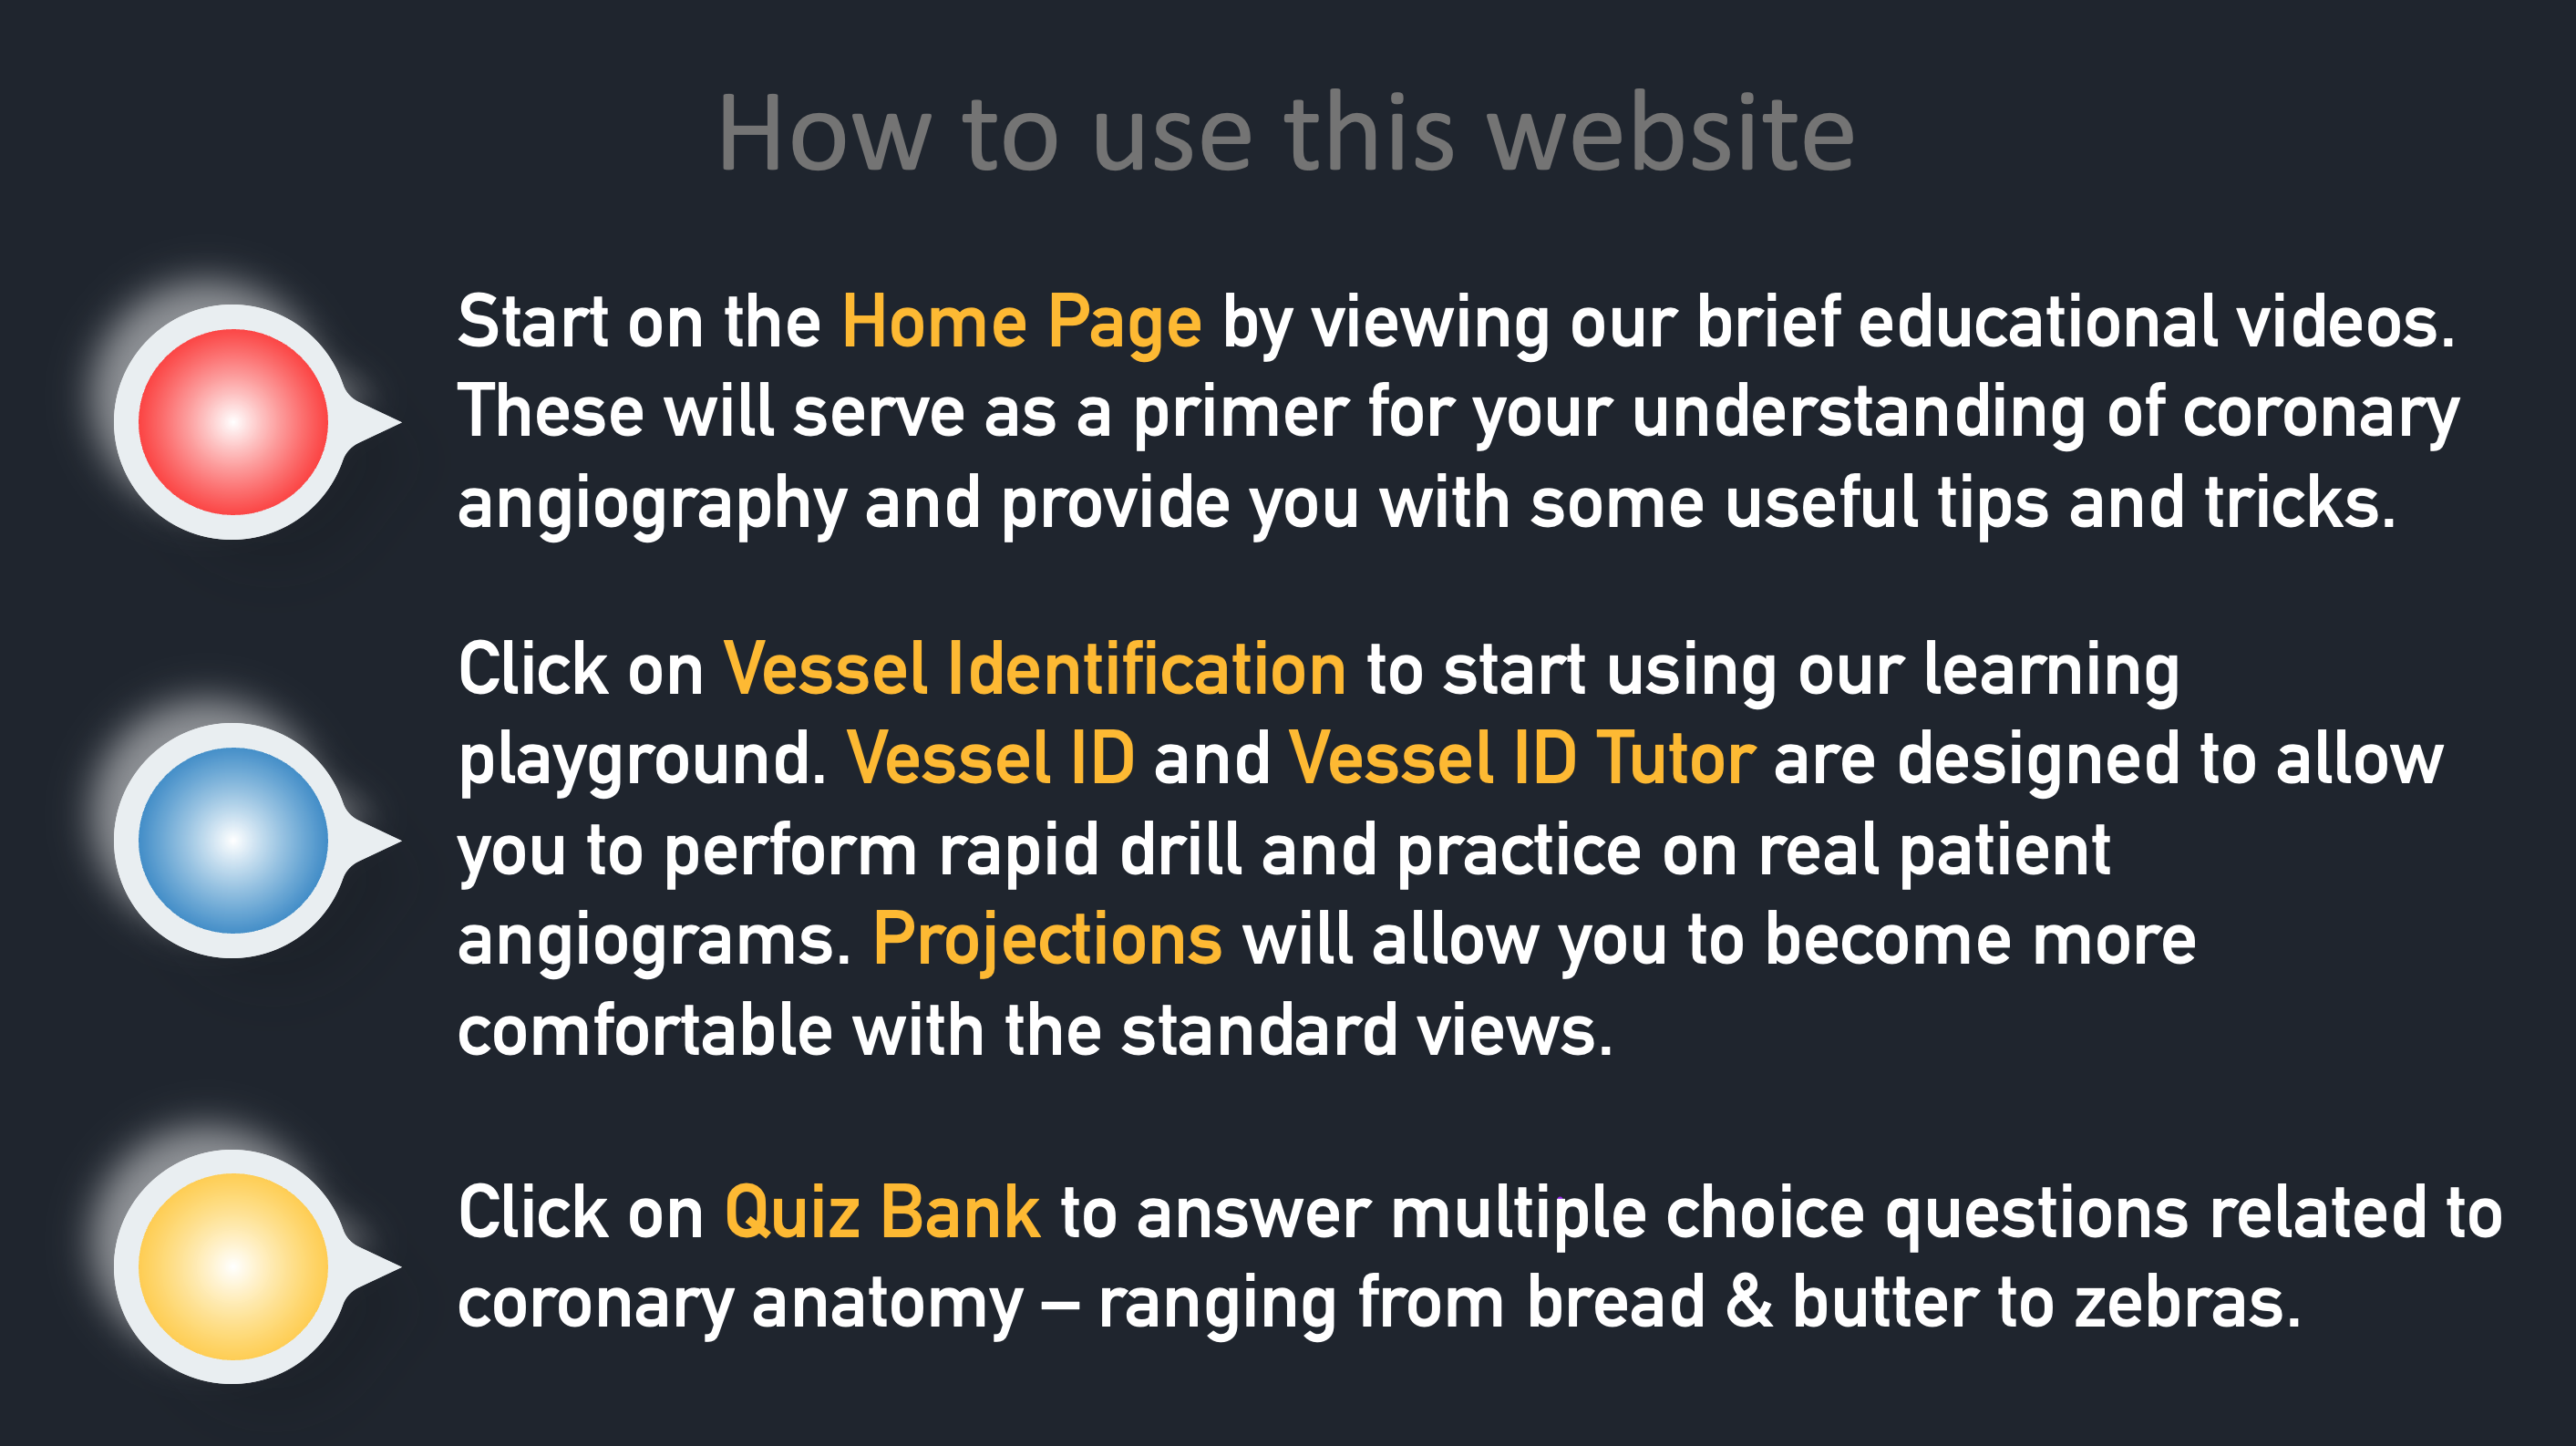 How to use this website
Start on the Home Page by viewing our brief educational videos.
These will serve as a primer for your understanding of coronary
angiography and provide you with some useful tips and tricks.
Click on Vessel Identification to start using our learning
playground. Vessel ID and Vessel ID Tutor are designed to allow
you to perform rapid drill and practice on real patient
angiograms. Projections will allow you to become more
comfortable with the standard views.
Click on Quiz Bank to answer multiple choice questions related to
coronary anatomy – ranging from bread & butter to zebras.